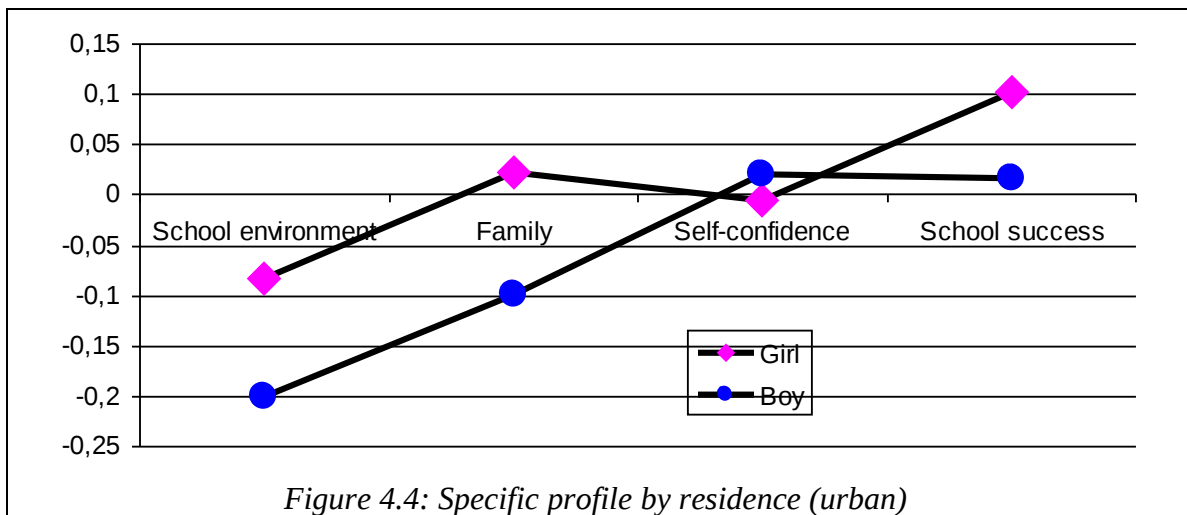 0,15
0,1
0,05
0
-0,05
-0,1
-0,15
-0,2
-0,25
School environment Family Self-confidence School success
Girl
Boy
Figure 4.4: Specific profile by residence (urban)